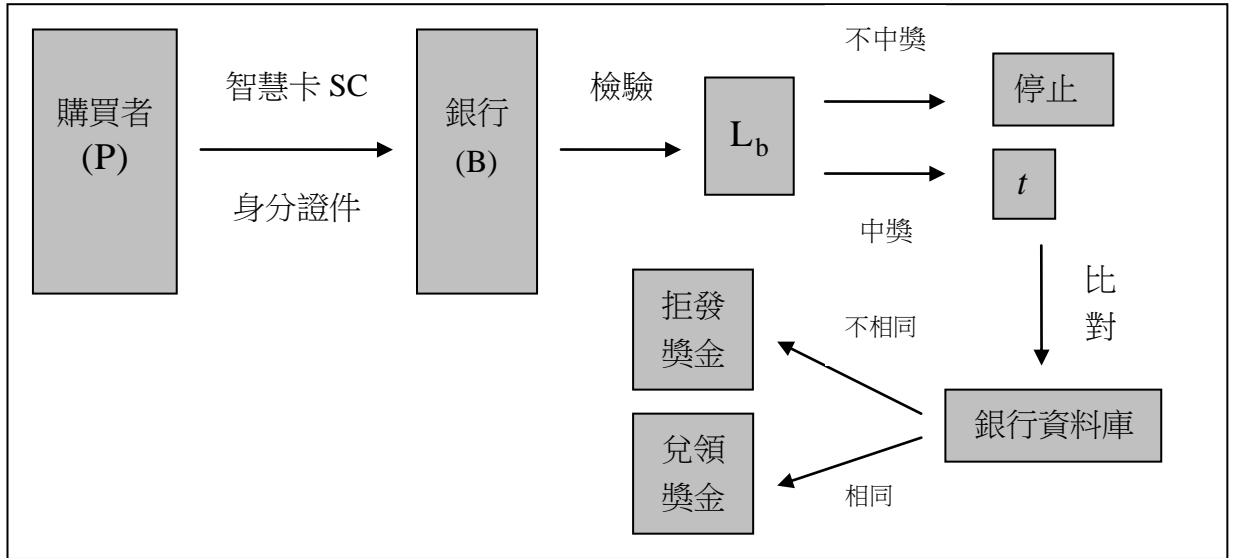 購買者
(P)
智慧卡 SC
身分證件
銀行
(B)
檢驗
L_b
不中獎
中獎
停止
t
比
對
銀行資料庫
不相同
相同
拒發
獎金
兌領
獎金